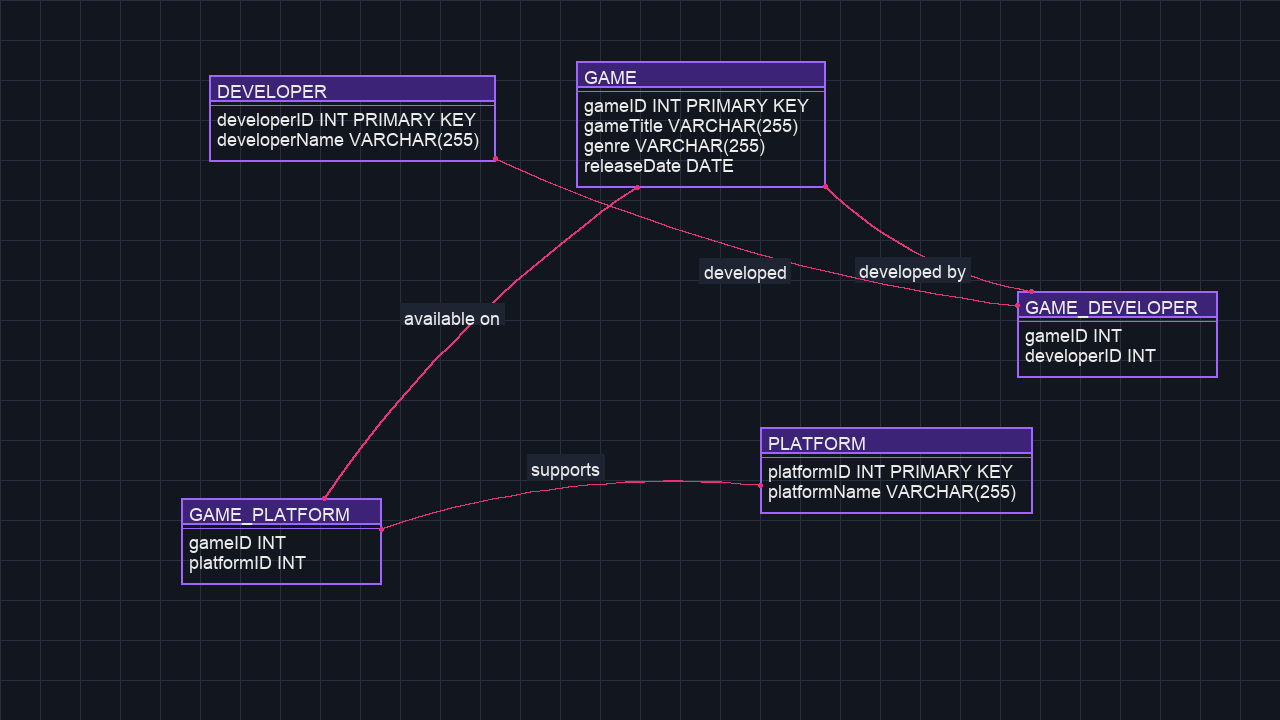 DEVELOPER
developerID INT PRIMARY KEY
developerName VARCHAR(255)
GAME
gameID INT PRIMARY KEY
gameTitle VARCHAR(255)
genre VARCHAR(255)
releaseDate DATE
developed
developed by
GAME_DEVELOPER
gameID INT
developerID INT
available on
PLATFORM
platformID INT PRIMARY KEY
platformName VARCHAR(255)
supports
GAME_PLATFORM
gameID INT
platformID INT